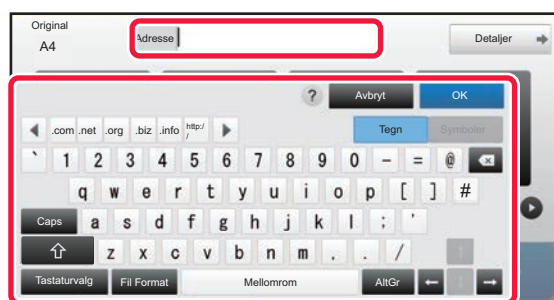 Original
A4
Adresse
Detaljer
? Avbryt OK
.com .net .org .biz .info http://
Tegn Symboler
` 1 2 3 4 5 6 7 8 9 0 - = @
q w e r t y u i o p [ ] #
Caps a s d f g h j k l ; '
z x c v b n m . . /
Tastaturvalg Fil Format Mellomrom AltGr